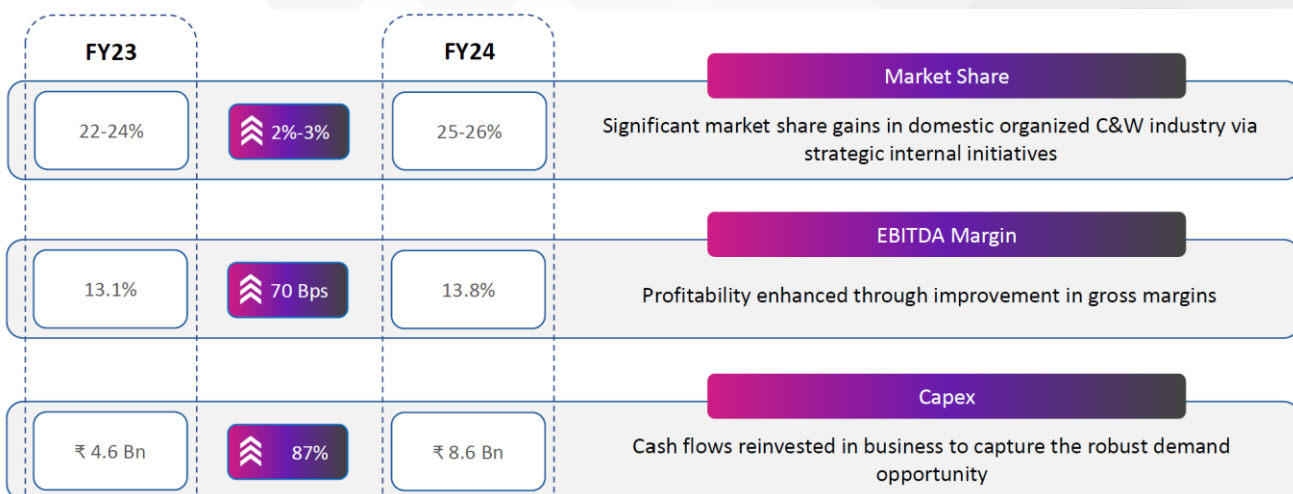 FY23
FY24
Market Share
22-24%
2%-3%
25-26%
Significant market share gains in domestic organized C&W industry via
strategic internal initiatives
EBITDA Margin
13.1%
70 Bps
13.8%
Profitability enhanced through improvement in gross margins
Capex
₹ 4.6 Bn
87%
₹ 8.6 Bn
Cash flows reinvested in business to capture the robust demand
opportunity